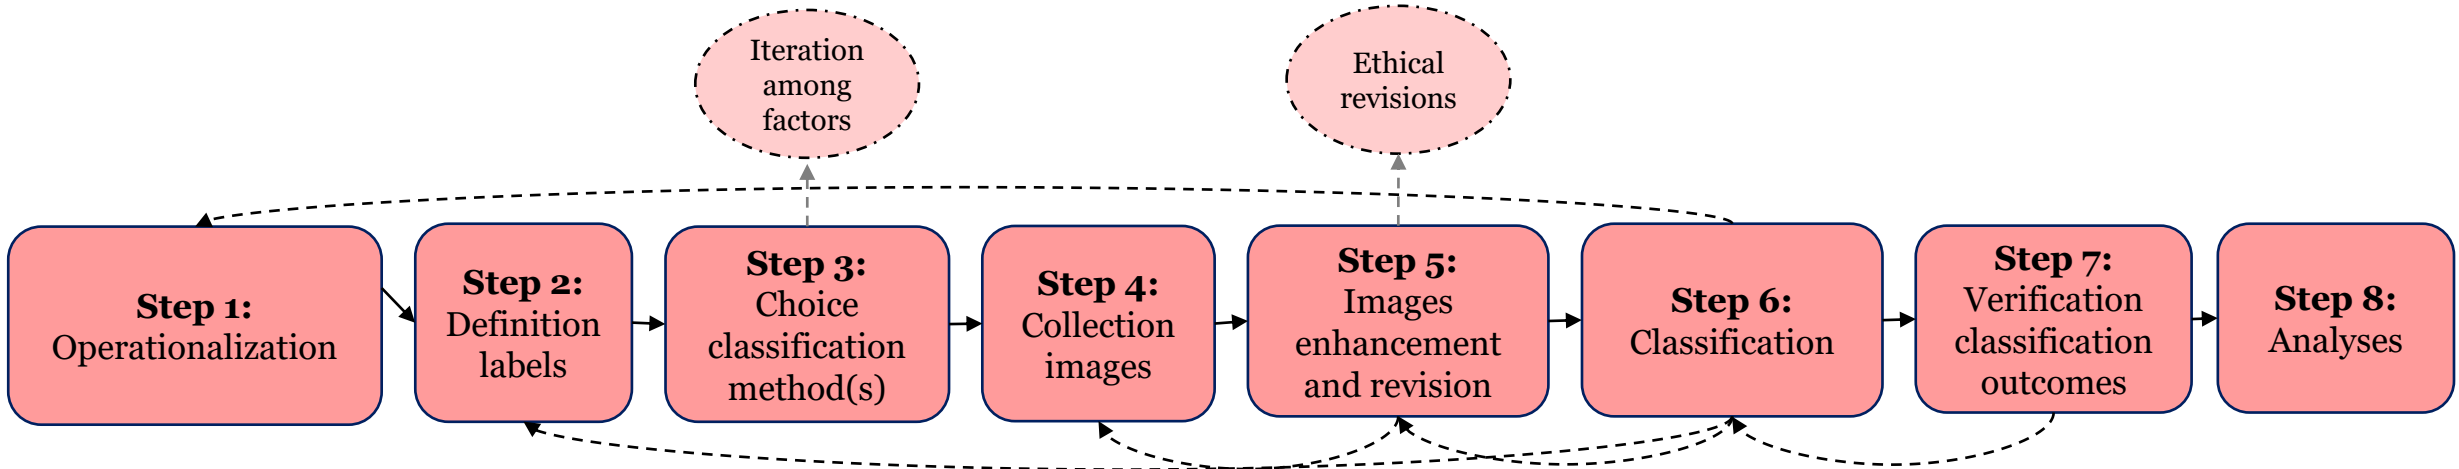 Iteration
among
factors
Ethical
revisions
Step 1:
Operationalization
Step 2:
Definition
labels
Step 3:
Choice
classification
method(s)
Step 4:
Collection
images
Step 5:
Images
enhancement
and revision
Step 6:
Classification
Step 7:
Verification
classification
outcomes
Step 8:
Analyses